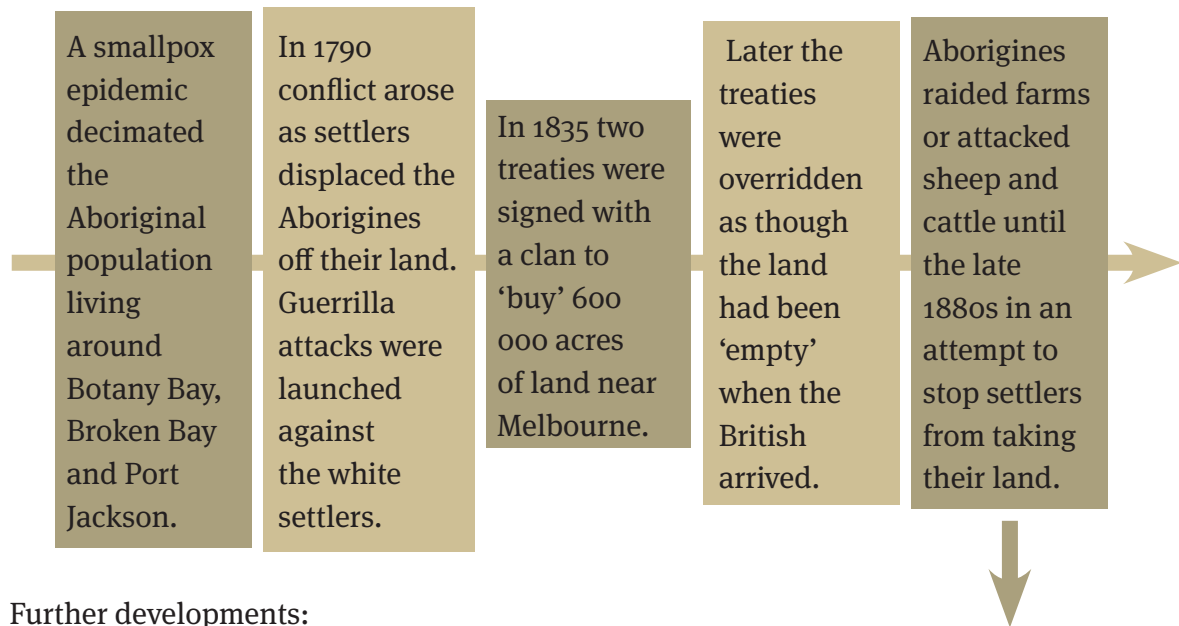 A smallpox
epidemic
decimated
the
Aboriginal
population
living
around
Botany Bay,
Broken Bay
and Port
Jackson.
In 1790
conflict arose
as settlers
displaced the
Aborigines
off their land.
Guerrilla
attacks were
launched
against
the white
settlers.
In 1835 two
treaties were
signed with
a clan to
‘buy’ 600
000 acres
of land near
Melbourne.
Later the
treaties
were
overridden
as though
the land
had been
‘empty’
when the
British
arrived.
Aborigines
raided farms
or attacked
sheep and
cattle until
the late
1880s in an
attempt to
stop settlers
from taking
their land.
Further developments: